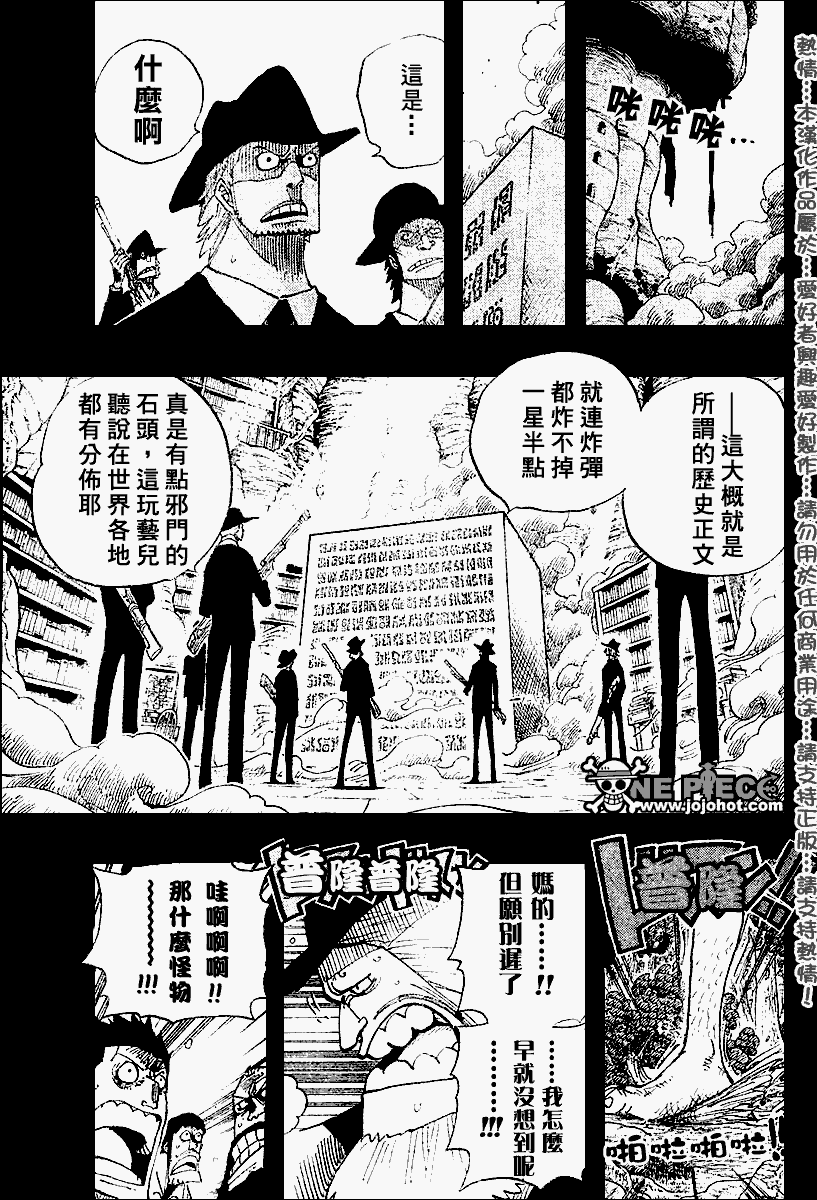 咪咪咪…
這是…
什麼啊
——這大概就是
所謂的歷史正文
就連炸彈
都炸不掉
一星半點
真是有點邪門的
石頭，這玩藝兒
聽說在世界各地
都有分佈耶
ONE PIECE
www.jojohot.com
普隆
啪啦啪啦!!
媽的……!!
但願別遲了
……我怎麼
早就沒想到呢
………!!!
普隆普隆
哇啊啊啊!!
那什麼怪物
~~~~~!!!
熱情…本漢化作品屬於…愛好者興趣愛好製作…請勿用於任何商業用途…請支持正版…請支持熱情！